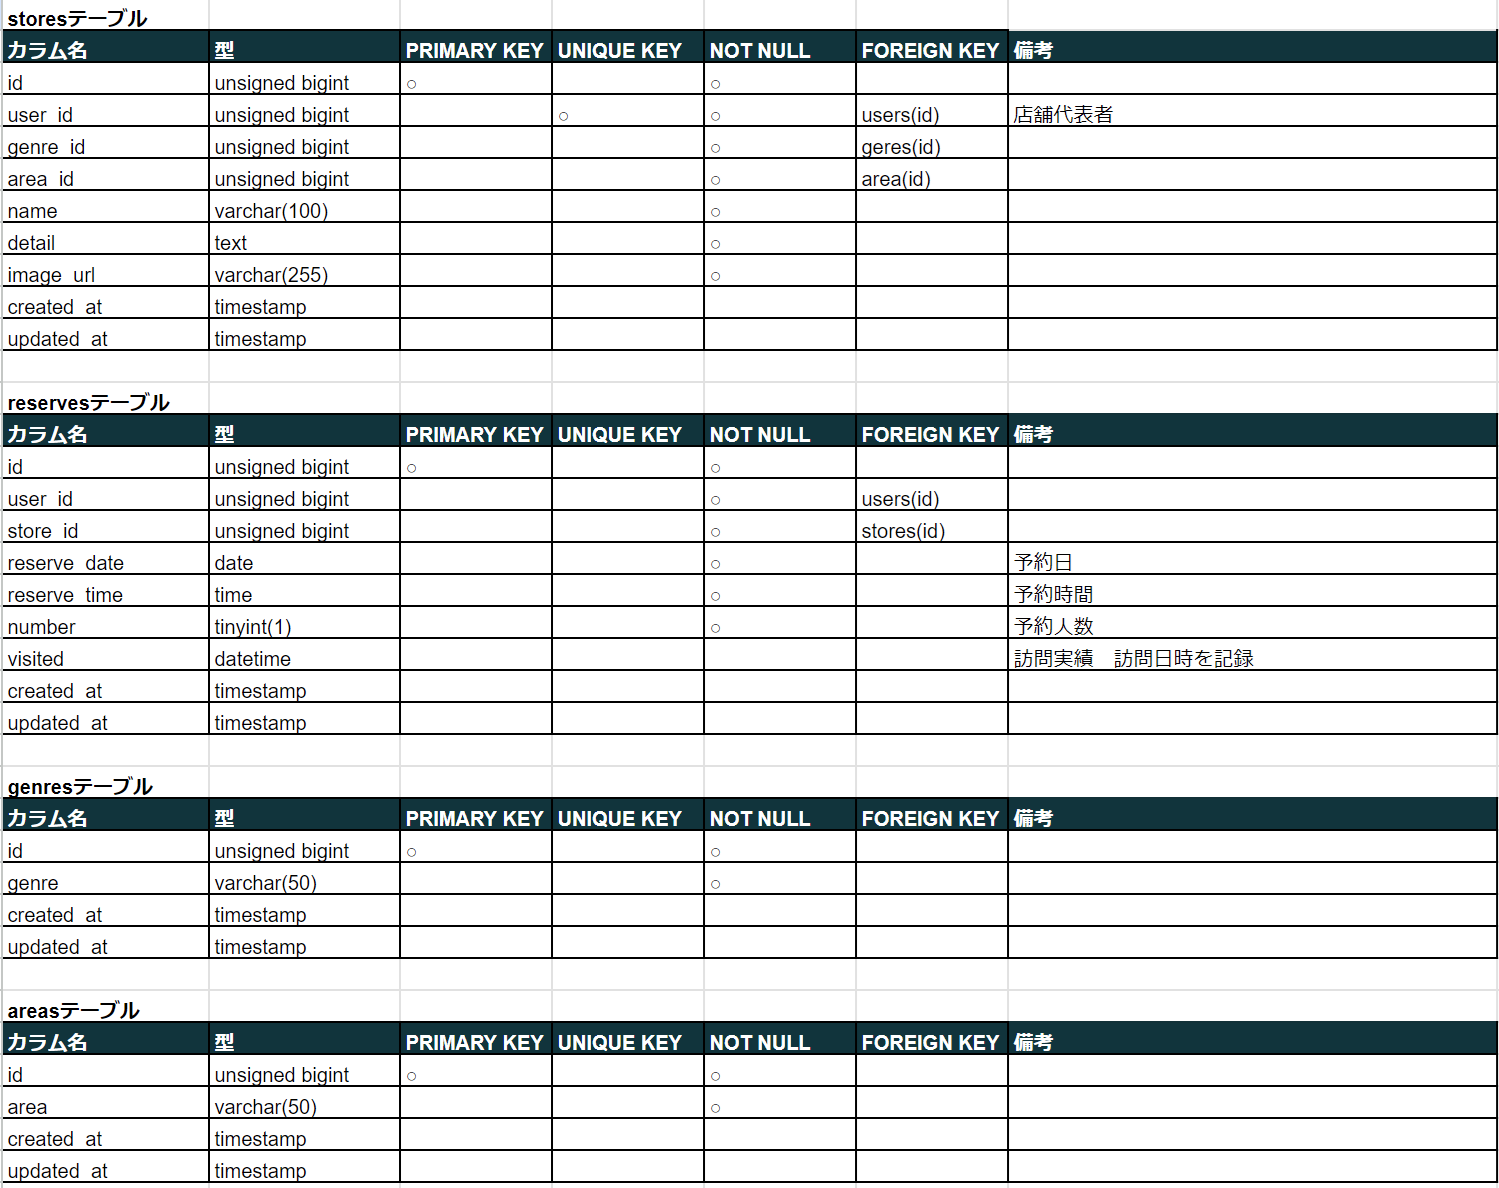 storesテーブル
カラム名 型 PRIMARY KEY UNIQUE KEY NOT NULL FOREIGN KEY 備考
id unsigned bigint ○ ○
user_id unsigned bigint ○ ○ users(id) 店舗代表者
genre_id unsigned bigint ○ geres(id)
area_id unsigned bigint ○ area(id)
name varchar(100) ○
detail text ○
image_url varchar(255) ○
created_at timestamp
updated_at timestamp
reservesテーブル
カラム名 型 PRIMARY KEY UNIQUE KEY NOT NULL FOREIGN KEY 備考
id unsigned bigint ○ ○
user_id unsigned bigint ○ users(id)
store_id unsigned bigint ○ stores(id)
reserve_date date ○ 予約日
reserve_time time ○ 予約時間
number tinyint(1) ○ 予約人数
visited datetime 訪問実績　訪問日時を記録
created_at timestamp
updated_at timestamp
genresテーブル
カラム名 型 PRIMARY KEY UNIQUE KEY NOT NULL FOREIGN KEY 備考
id unsigned bigint ○ ○
genre varchar(50) ○
created_at timestamp
updated_at timestamp
areasテーブル
カラム名 型 PRIMARY KEY UNIQUE KEY NOT NULL FOREIGN KEY 備考
id unsigned bigint ○ ○
area varchar(50) ○
created_at timestamp
updated_at timestamp